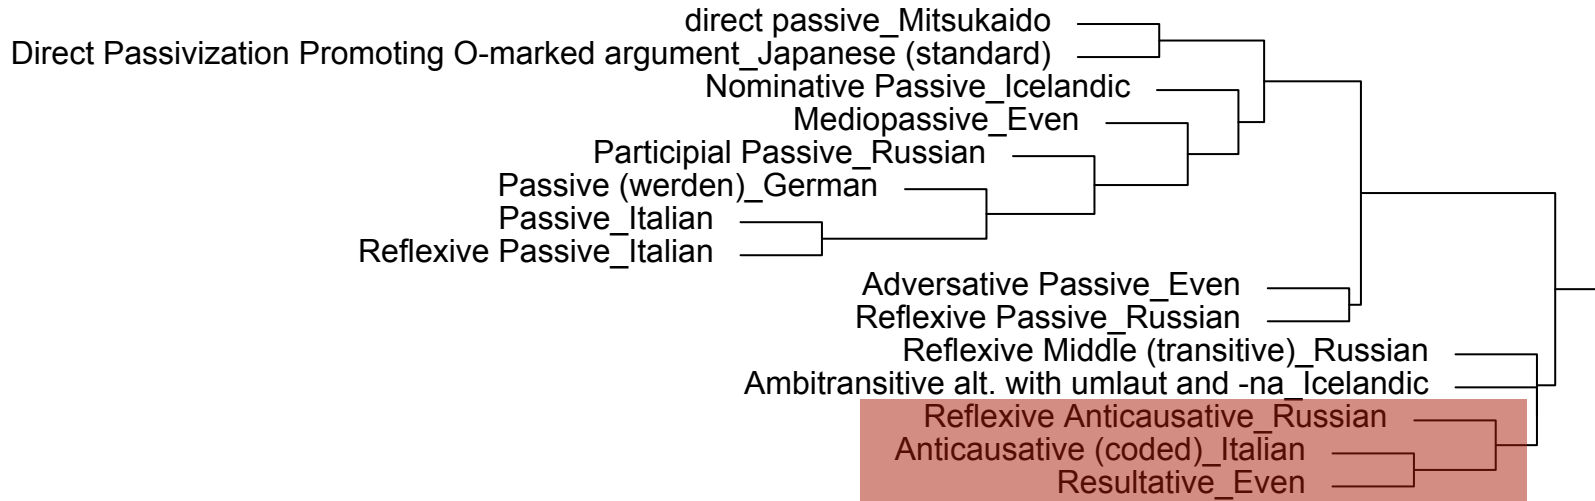 direct passive_Mitsukaido
Direct Passivization Promoting O-marked argument_Japanese (standard)
Nominative Passive_Icelandic
Mediopassive_Even
Participial Passive_Russian
Passive (werden)_German
Passive_Italian
Reflexive Passive_Italian
Adversative Passive_Even
Reflexive Passive_Russian
Reflexive Middle (transitive)_Russian
Ambitransitive alt. with umlaut and -na_Icelandic
Reflexive Anticausative_Russian
Anticausative (coded)_Italian
Resultative_Even